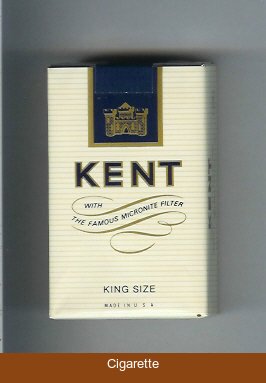 KENT
WITH
THE FAMOUS MICRONITE FILTER
KING SIZE
MADE IN U.S.A
Cigarette